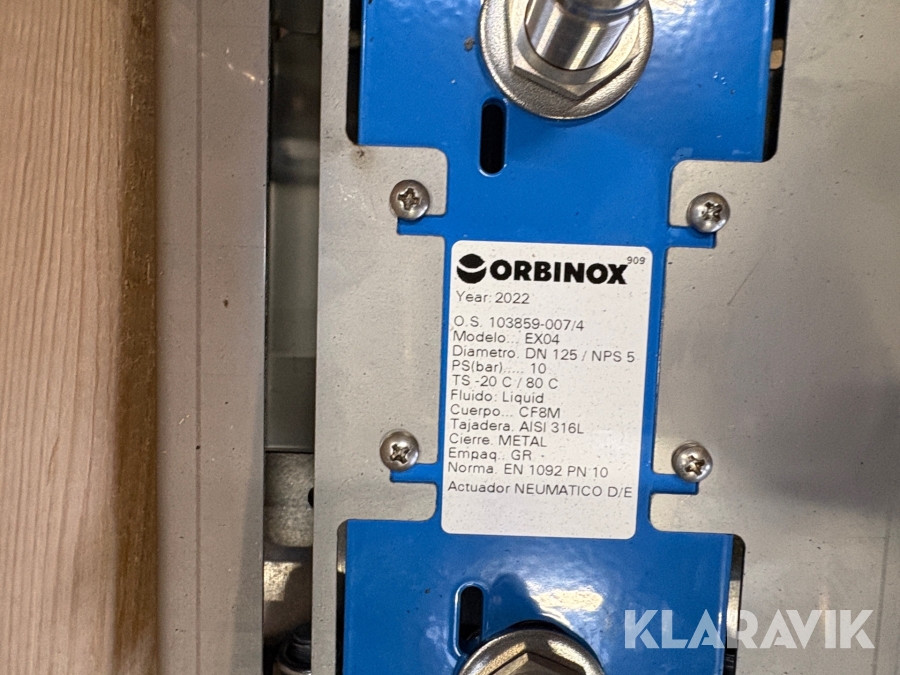 ORBINOX 909
Year: 2022
O.S. 103859-007/4
Modelo... EX04
Diametro. DN 125 / NPS 5
PS(bar)..... 10
TS -20 C / 80 C
Fluido: Liquid
Cuerpo... CF8M
Tajadera. AISI 316L
Cierre. METAL
Empaq.. GR -
Norma. EN 1092 PN 10
Actuador NEUMATICO D/E
KLARAVIK